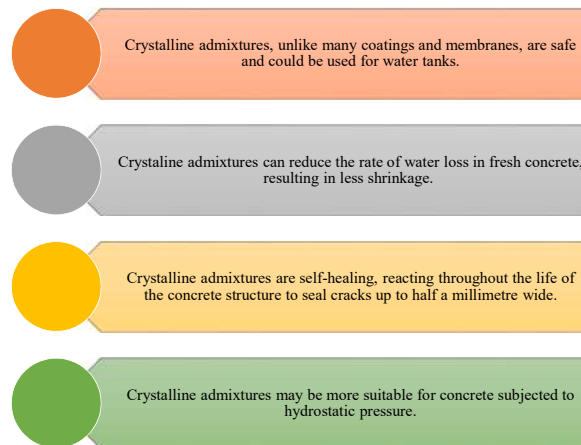 Crystalline admixtures, unlike many coatings and membranes, are safe
and could be used for water tanks.
Crystaline admixtures can reduce the rate of water loss in fresh concrete,
resulting in less shrinkage.
Crystalline admixtures are self-healing, reacting throughout the life of
the concrete structure to seal cracks up to half a millimetre wide.
Crystalline admixtures may be more suitable for concrete subjected to
hydrostatic pressure.